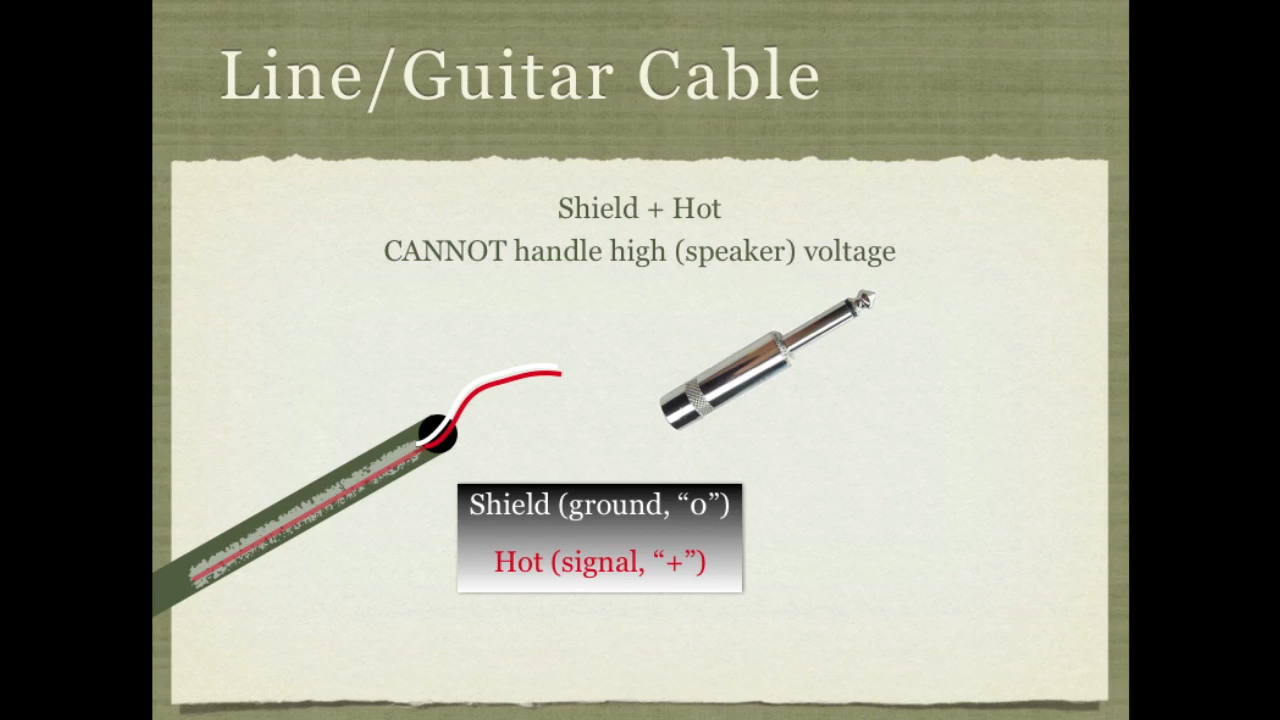 Line/Guitar Cable
Shield + Hot
CANNOT handle high (speaker) voltage
Shield (ground, “0”)
Hot (signal, “+”)